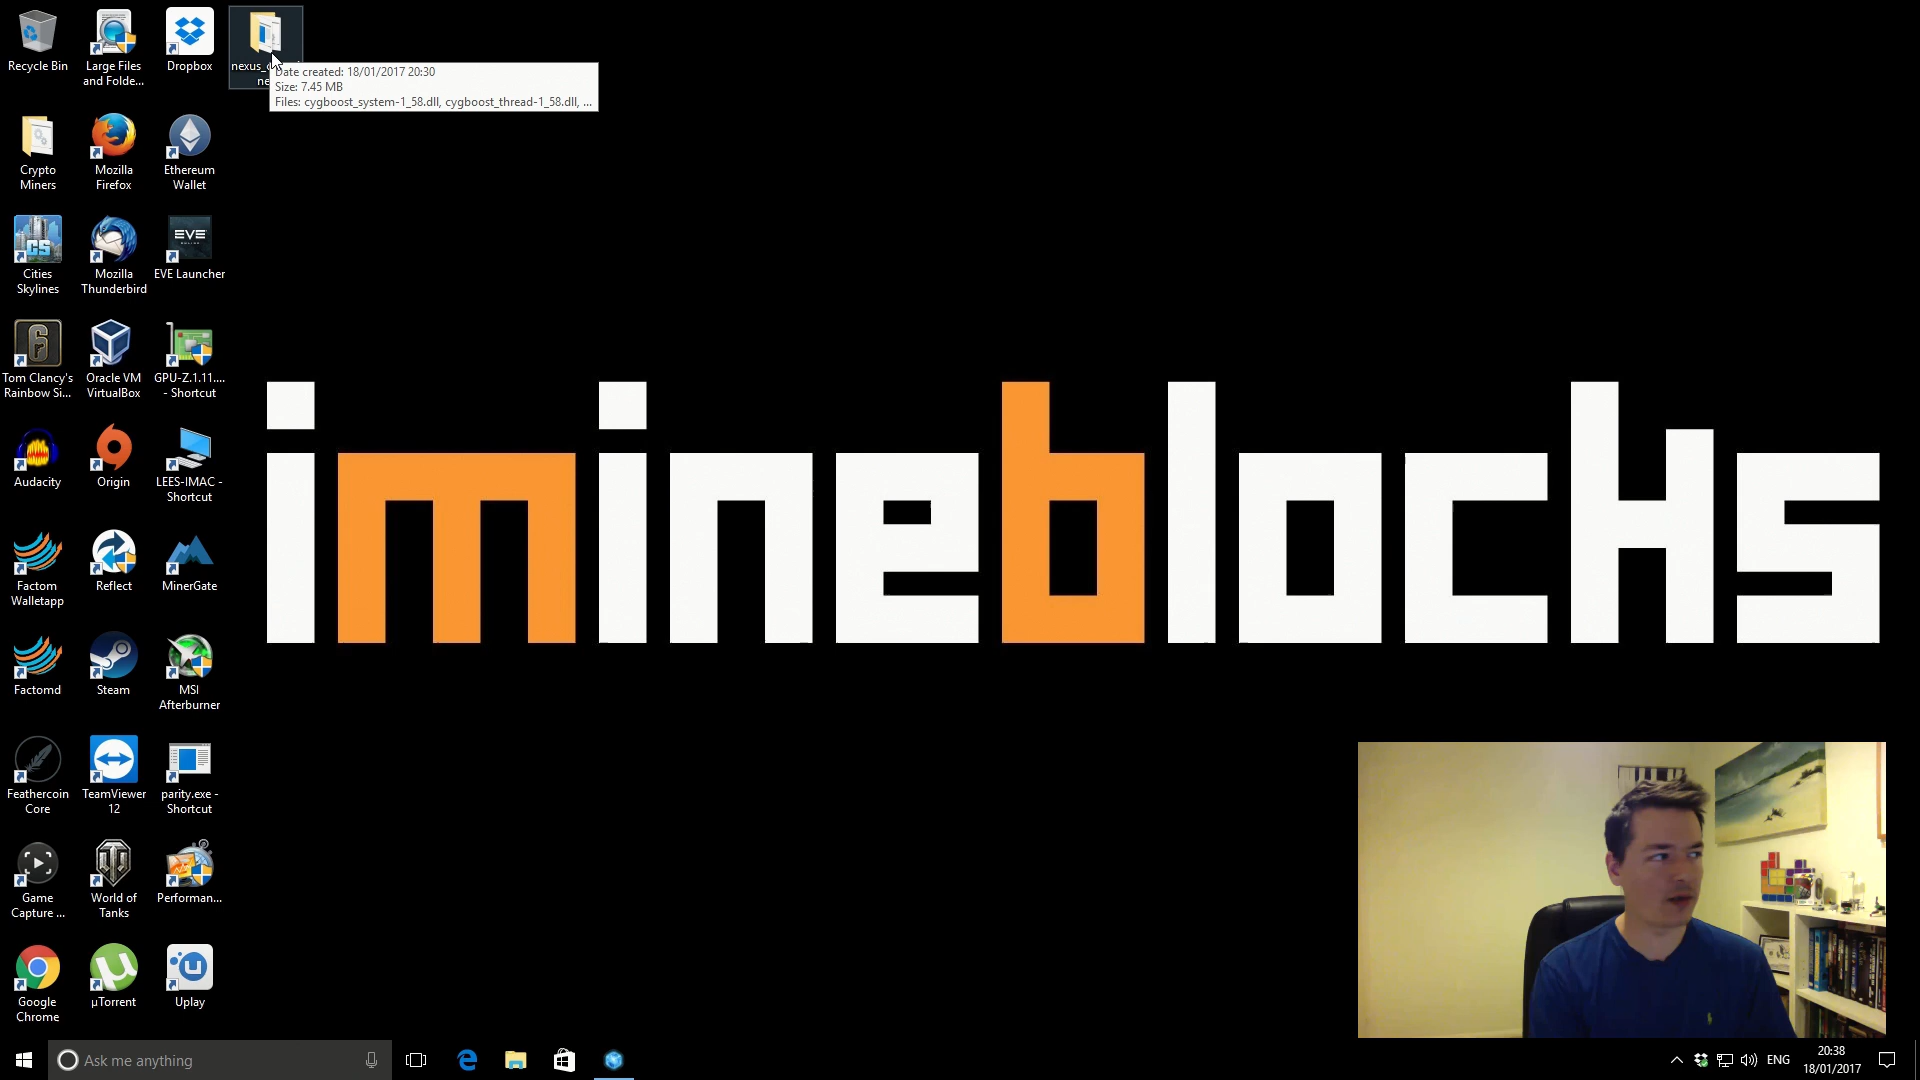 Recycle Bin
Large Files
and Folde...
Dropbox
Date created: 18/01/2017 20:30
Size: 7.45 MB
Files: cygboost_system-1_58.dll, cygboost_thread-1_58.dll, ...
Crypto
Miners
Mozilla
Firefox
Ethereum
Wallet
CS
EVE
Cities
Skylines
Mozilla
Thunderbird
EVE Launcher
6
Tom Clancy's
Rainbow Si...
Oracle VM
VirtualBox
GPU-Z.1.11....
- Shortcut
imineblocks
Audacity
Origin
LEES-IMAC -
Shortcut
Factom
Walletapp
Reflect
MinerGate
Factomd
Steam
MSI
Afterburner
Feathercoin
Core
TeamViewer
12
parity.exe -
Shortcut
Game
Capture ...
World of
Tanks
Performan...
Google
Chrome
µTorrent
Uplay
Ask me anything
ENG
20:38
18/01/2017